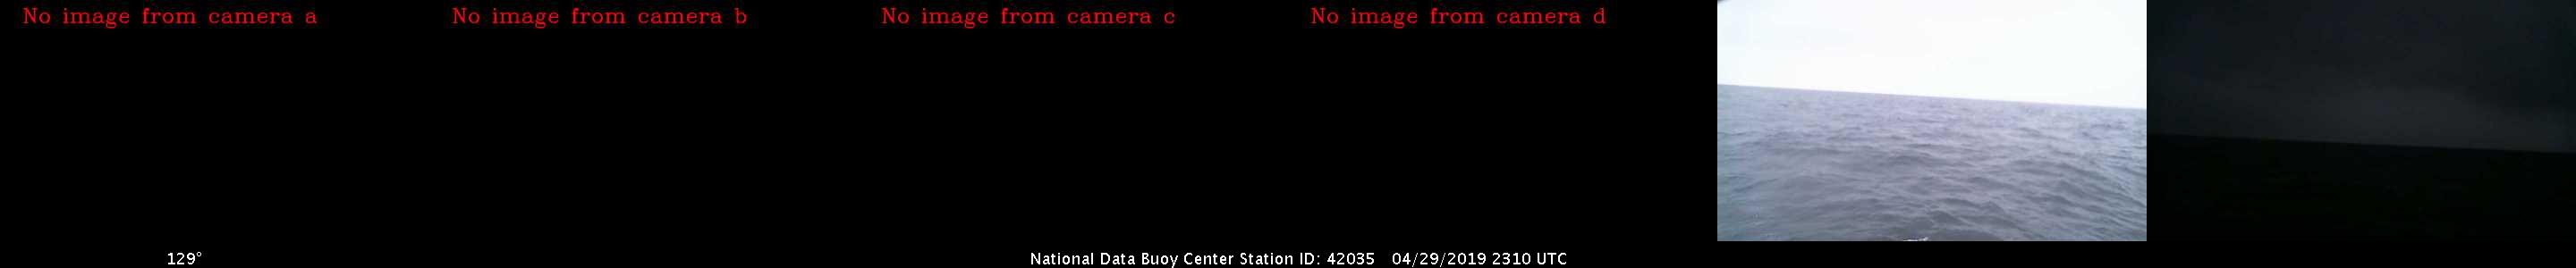 No image from camera a
No image from camera b
No image from camera c
No image from camera d
129°
National Data Buoy Center Station ID: 42035 04/29/2019 2310 UTC